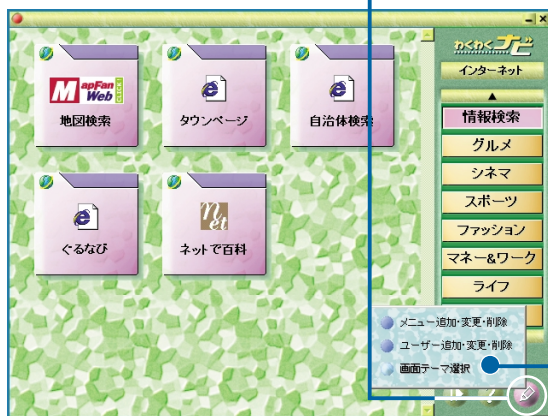 わくわくナビ
インターネット
MapFan Web CLICK!
地図検索
タウンページ
自治体検索
net
ぐるなび
ネットで百科
情報検索
グルメ
シネマ
スポーツ
ファッション
マネー&ワーク
ライフ
メニュー追加・変更・削除
ユーザー追加・変更・削除
画面テーマ選択